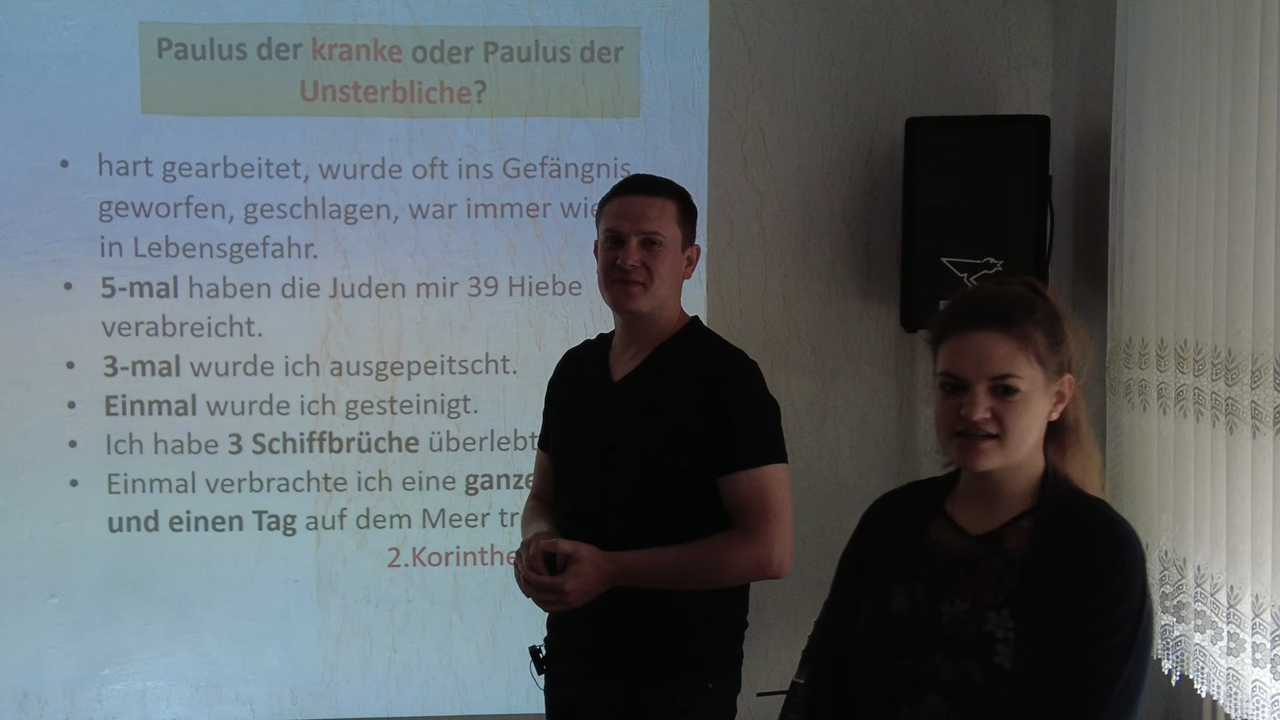 Paulus der kranke oder Paulus der
Unsterbliche?
• hart gearbeitet, wurde oft ins Gefängnis
geworfen, geschlagen, war immer wie
in Lebensgefahr.
• 5-mal haben die Juden mir 39 Hiebe
verabreicht.
• 3-mal wurde ich ausgepeitscht.
• Einmal wurde ich gesteinigt.
• Ich habe 3 Schiffbrüche überlebt
• Einmal verbrachte ich eine ganze
und einen Tag auf dem Meer tr
2.Korinthe